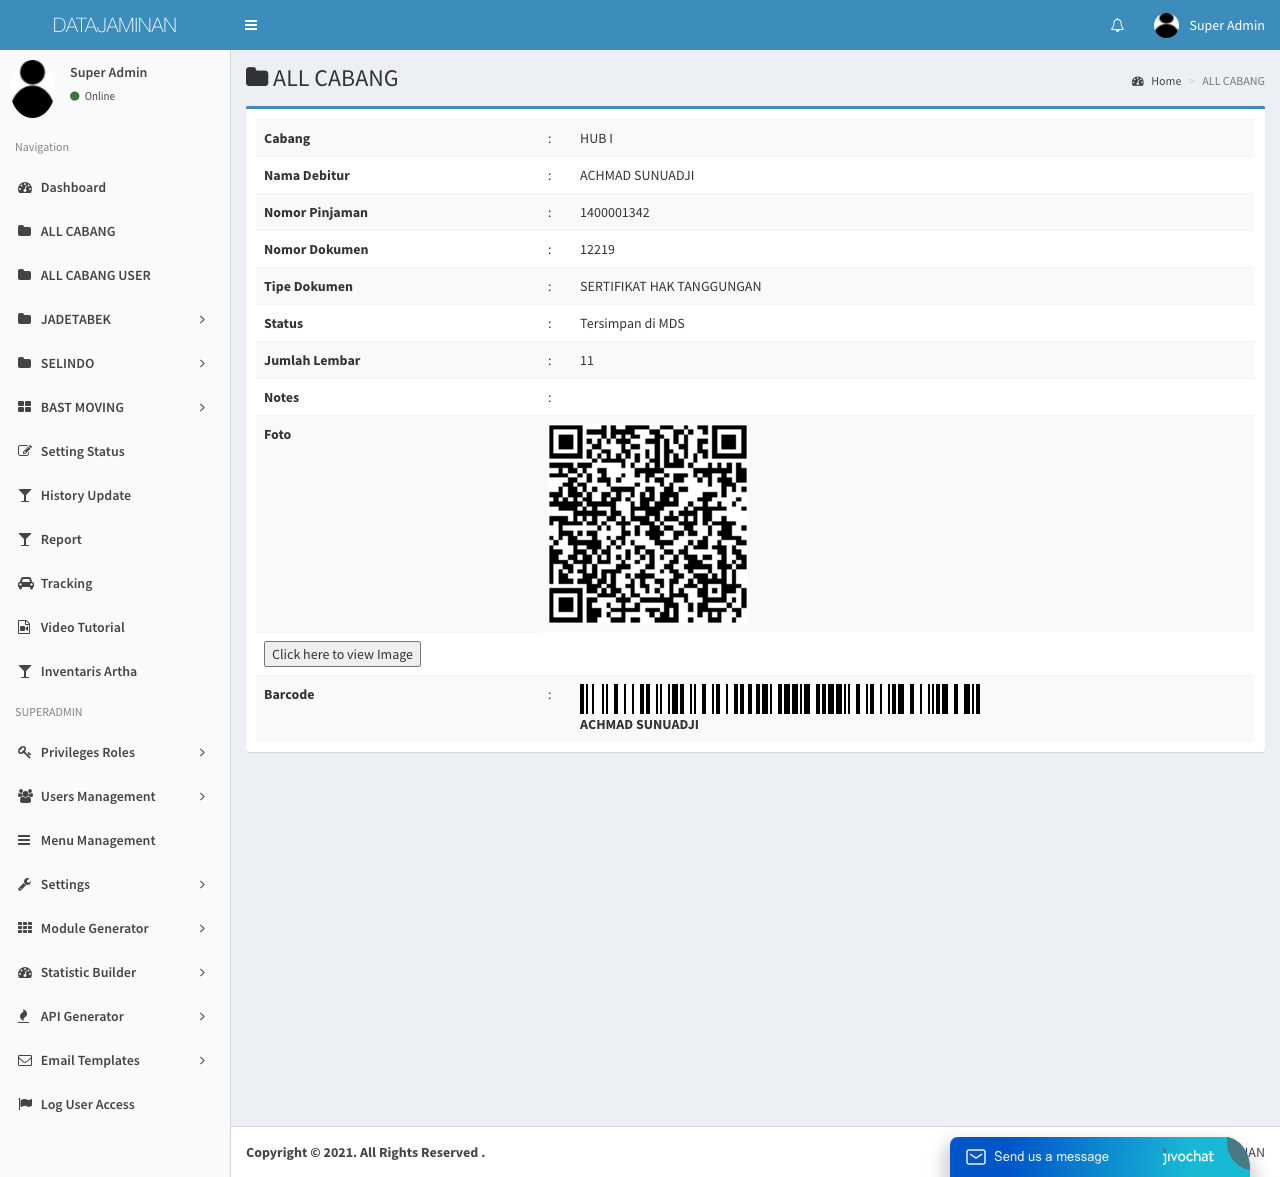 DATAJAMINAN
Super Admin
Super Admin
Online
Navigation
Dashboard
ALL CABANG
ALL CABANG USER
JADETABEK
SELINDO
BAST MOVING
Setting Status
History Update
Report
Tracking
Video Tutorial
Inventaris Artha
SUPERADMIN
Privileges Roles
Users Management
Menu Management
Settings
Module Generator
Statistic Builder
API Generator
Email Templates
Log User Access
ALL CABANG
Home > ALL CABANG
Cabang : HUB I
Nama Debitur : ACHMAD SUNUADJI
Nomor Pinjaman : 1400001342
Nomor Dokumen : 12219
Tipe Dokumen : SERTIFIKAT HAK TANGGUNGAN
Status : Tersimpan di MDS
Jumlah Lembar : 11
Notes :
Foto
Click here to view Image
Barcode :
ACHMAD SUNUADJI
Copyright © 2021. All Rights Reserved .
Send us a message jivochat